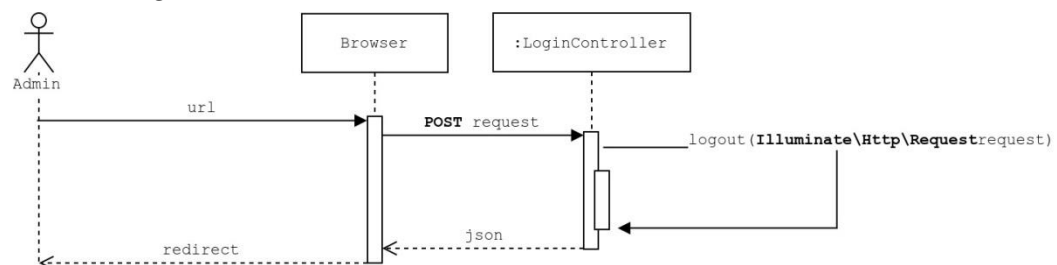 Browser
:LoginController
Admin
url
POST request
logout(Illuminate\Http\Requestrequest)
json
redirect